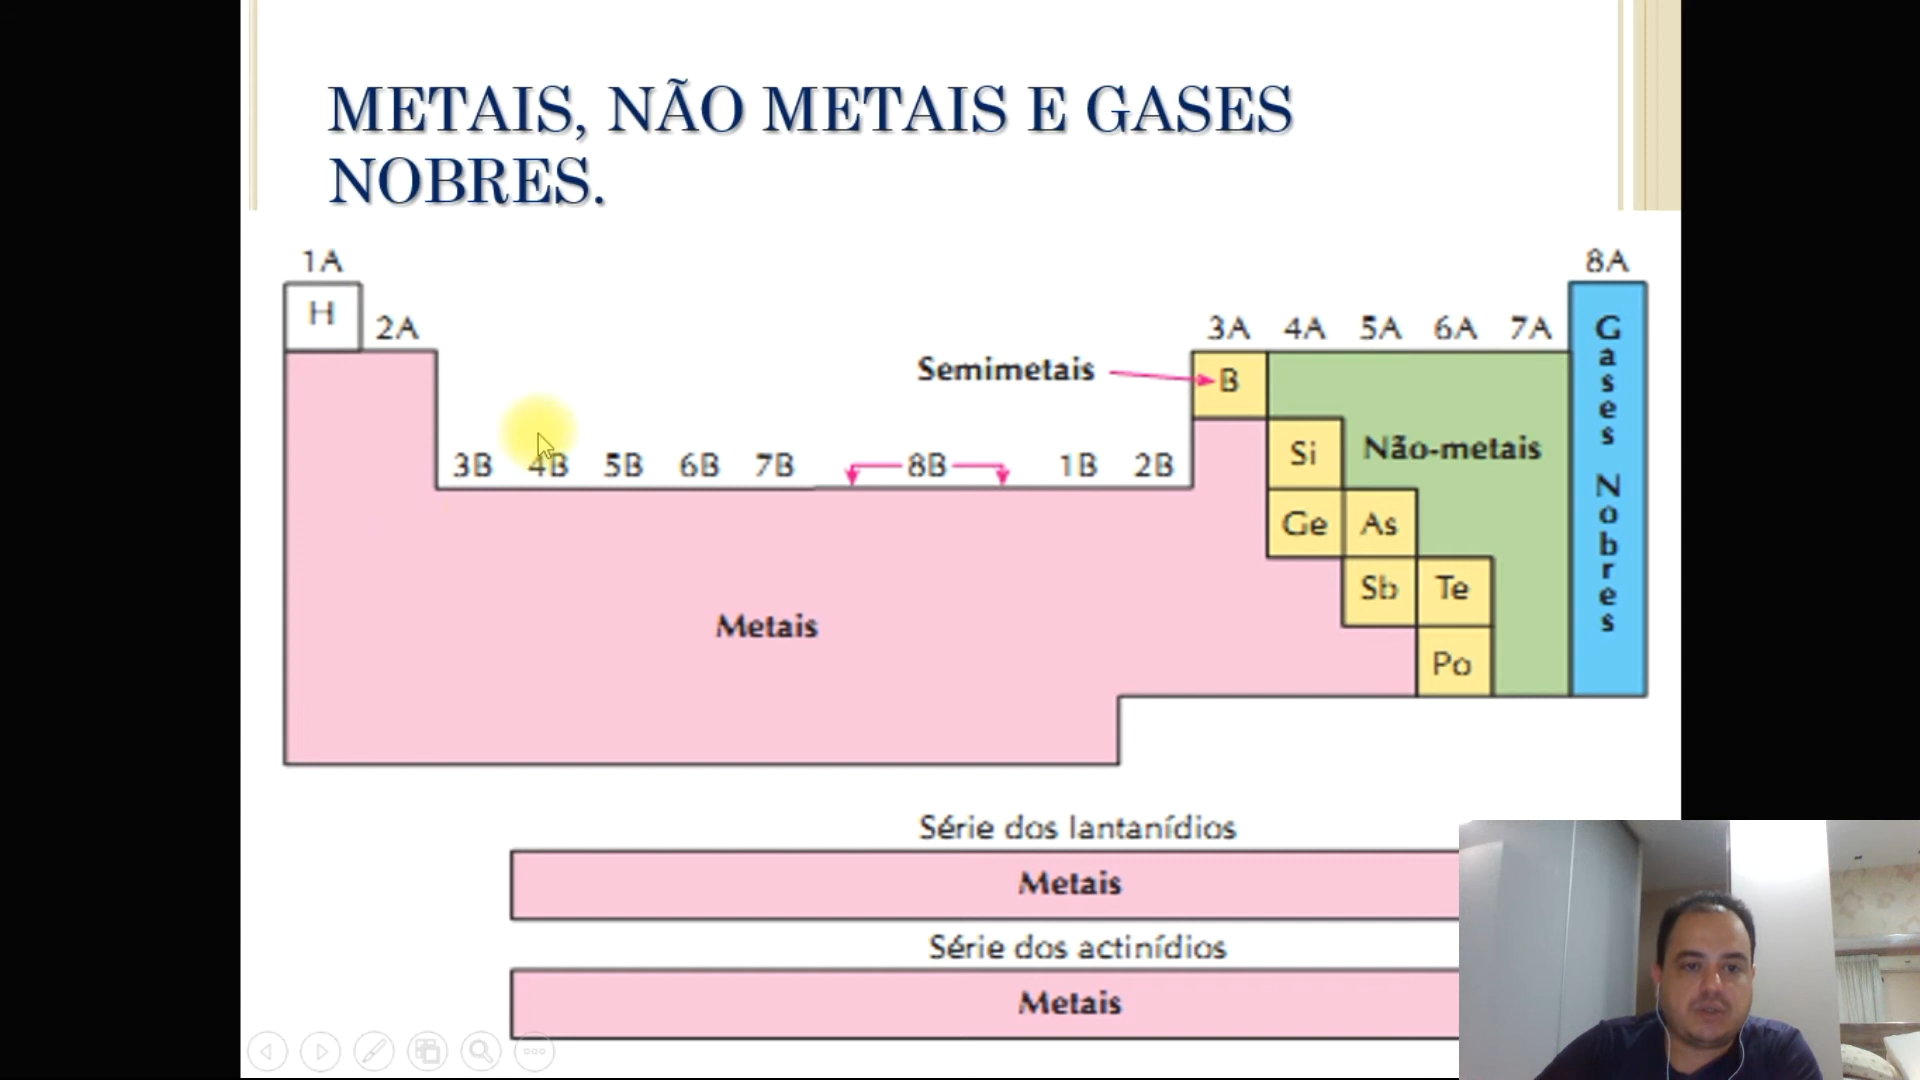 METAIS, NÃO METAIS E GASES
NOBRES.
1A
8A
H
2A
3A 4A 5A 6A 7A
Semimetais
B
3B 4B 5B 6B 7B 8B 1B 2B
Si
Não-metais
Ge As
Sb Te
Po
Gases Nobres
Metais
Série dos lantanídios
Metais
Série dos actinídios
Metais